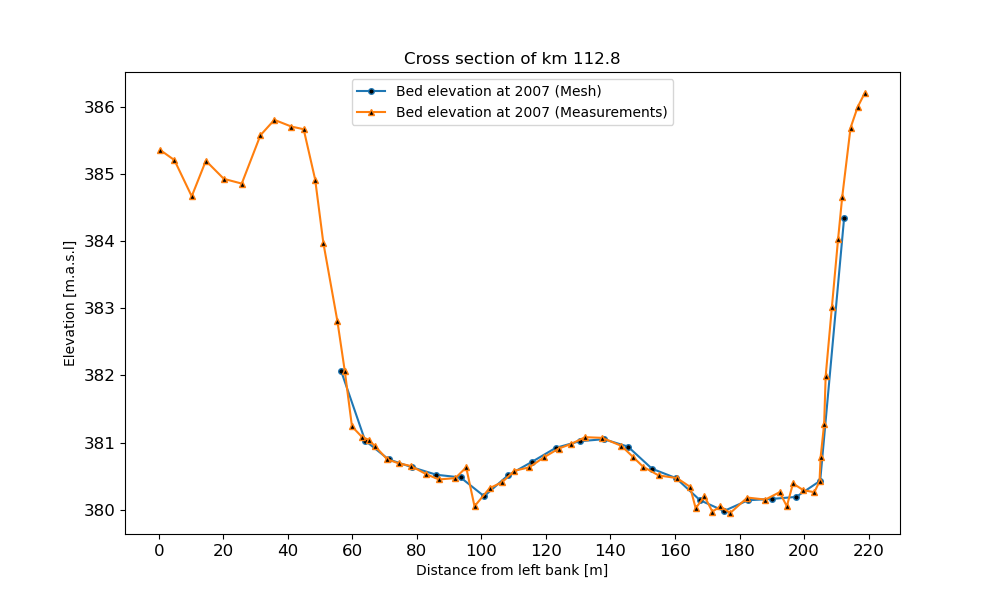 Cross section of km 112.8
Bed elevation at 2007 (Mesh)
Bed elevation at 2007 (Measurements)
Elevation [m.a.s.l]
386
385
384
383
382
381
380
0 20 40 60 80 100 120 140 160 180 200 220
Distance from left bank [m]